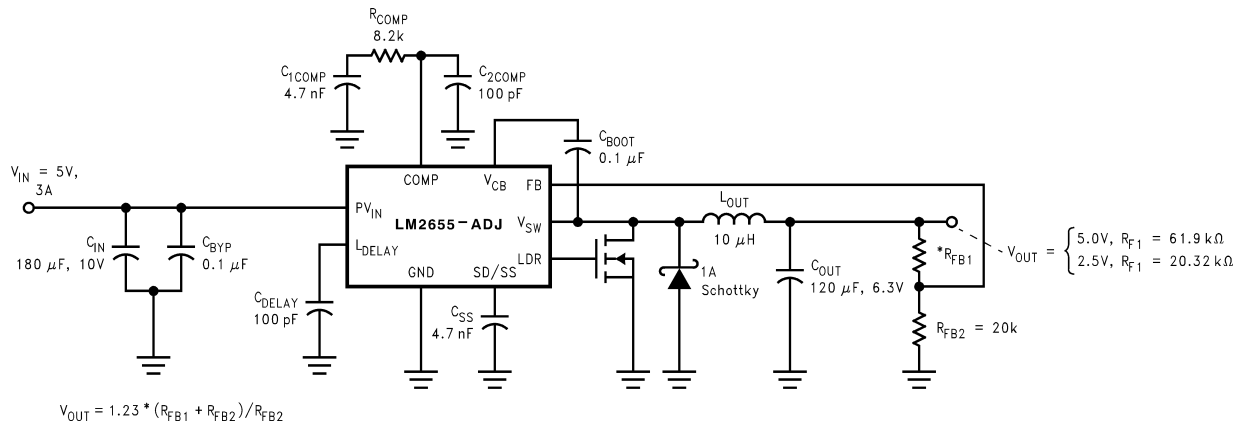 R_COMP
8.2k
C_1COMP
4.7 nF
C_2COMP
100 pF
C_BOOT
0.1 μF
V_IN = 5V,
3A
COMP
V_CB
FB
PV_IN
LM2655-ADJ
V_SW
L_DELAY
LDR
GND
SD/SS
L_OUT
10 μH
C_IN
180 μF, 10V
C_BYP
0.1 μF
C_DELAY
100 pF
C_SS
4.7 nF
1A
Schottky
C_OUT
120 μF, 6.3V
*R_FB1
R_FB2 = 20k
V_OUT = { 5.0V, R_F1 = 61.9 kΩ
2.5V, R_F1 = 20.32 kΩ
V_OUT = 1.23 * (R_FB1 + R_FB2)/R_FB2